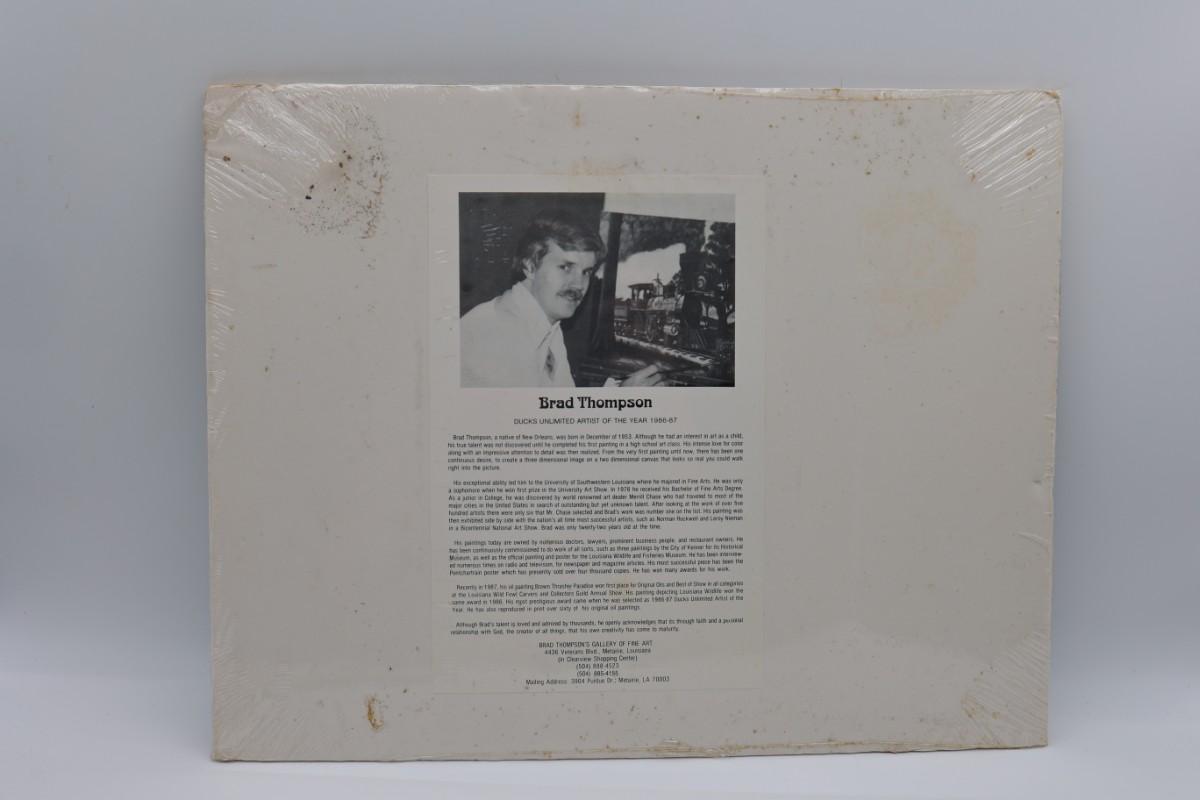 Brad Thompson
DUCKS UNLIMITED ARTIST OF THE YEAR 1986-87
Brad Thompson, a native of New Orleans, was born in December of 1953. Although he had an interest in art as a child,
his true talent was not discovered until he completed his first painting in a high school art class. His intense love for color
along with an impressive attention to detail was then realized. From the very first painting until now, there has been one
continuous desire, to create a three dimensional image on a two dimensional canvas that looks so real you could walk
right into the picture.
His exceptional ability led him to the University of Southwestern Louisiana where he majored in Fine Arts. He was only
a sophomore when he won first prize in the University Art Show. In 1976 he received his Bachelor of Fine Arts Degree.
As a junior in College, he was discovered by world renowned art dealer Merrill Chase who had traveled to most of the
major cities in the United States in search of outstanding but yet unknown talent. After looking at the work of over five
hundred artists there were only six that Mr. Chase selected and Brad's work was number one on the list. His painting was
then exhibited side by side with the nation's all time most successful artists, such as Norman Rockwell and Leroy Nieman
in a Bicentennial National Art Show. Brad was only twenty-two years old at the time.
His paintings today are owned by numerous doctors, lawyers, prominent business people, and restaurant owners. He
has been continuously commissioned to do work of all sorts, such as three paintings by the City of Kenner for its Historical
Museum, as well as the official painting and poster for the Louisiana Wildlife and Fisheries Museum. He has been interview-
ed numerous times on radio and television, for newspaper and magazine articles. His most successful piece has been the
Pontchartrain poster which has presently sold over four thousand copies. He has won many awards for his work.
Recently in 1987, his oil painting Brown Thrasher Paradise won first place for Original Oils and Best of Show in all categories
at the Louisiana Wild Fowl Carvers and Collectors Guild Annual Show. His painting depicting Louisiana Wildlife won the
same award in 1986. His most prestigious award came when he was selected as 1986-87 Ducks Unlimited Artist of the
Year. He has also reproduced in print over sixty of his original oil paintings.
Although Brad's talent is loved and admired by thousands, he openly acknowledges that its through faith and a personal
relationship with God, the creator of all things, that his own creativity has come to maturity.
BRAD THOMPSON'S GALLERY OF FINE ART
4436 Veterans Blvd., Metairie, Louisiana
(in Clearview Shopping Center)
(504) 888-4523
(504) 885-4195
Mailing Address: 3904 Purdue Dr.; Metairie, LA 70003